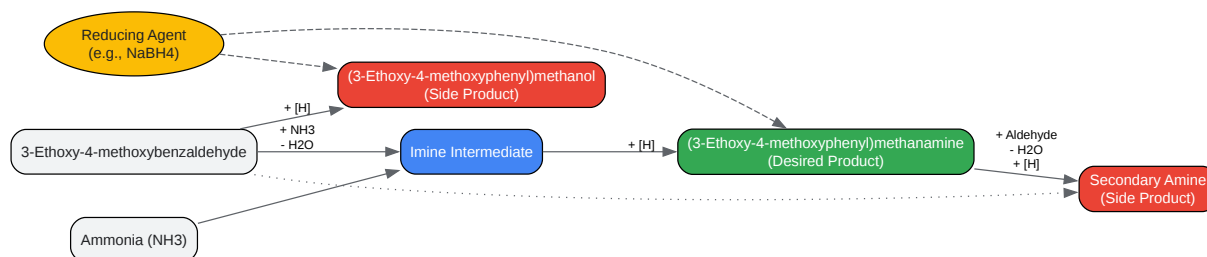 Reducing Agent
(e.g., NaBH4)
(3-Ethoxy-4-methoxyphenyl)methanol
(Side Product)
+ [H]
3-Ethoxy-4-methoxybenzaldehyde
+ NH3
- H2O
Imine Intermediate
+ [H]
(3-Ethoxy-4-methoxyphenyl)methanamine
(Desired Product)
+ Aldehyde
- H2O
+ [H]
Secondary Amine
(Side Product)
Ammonia (NH3)